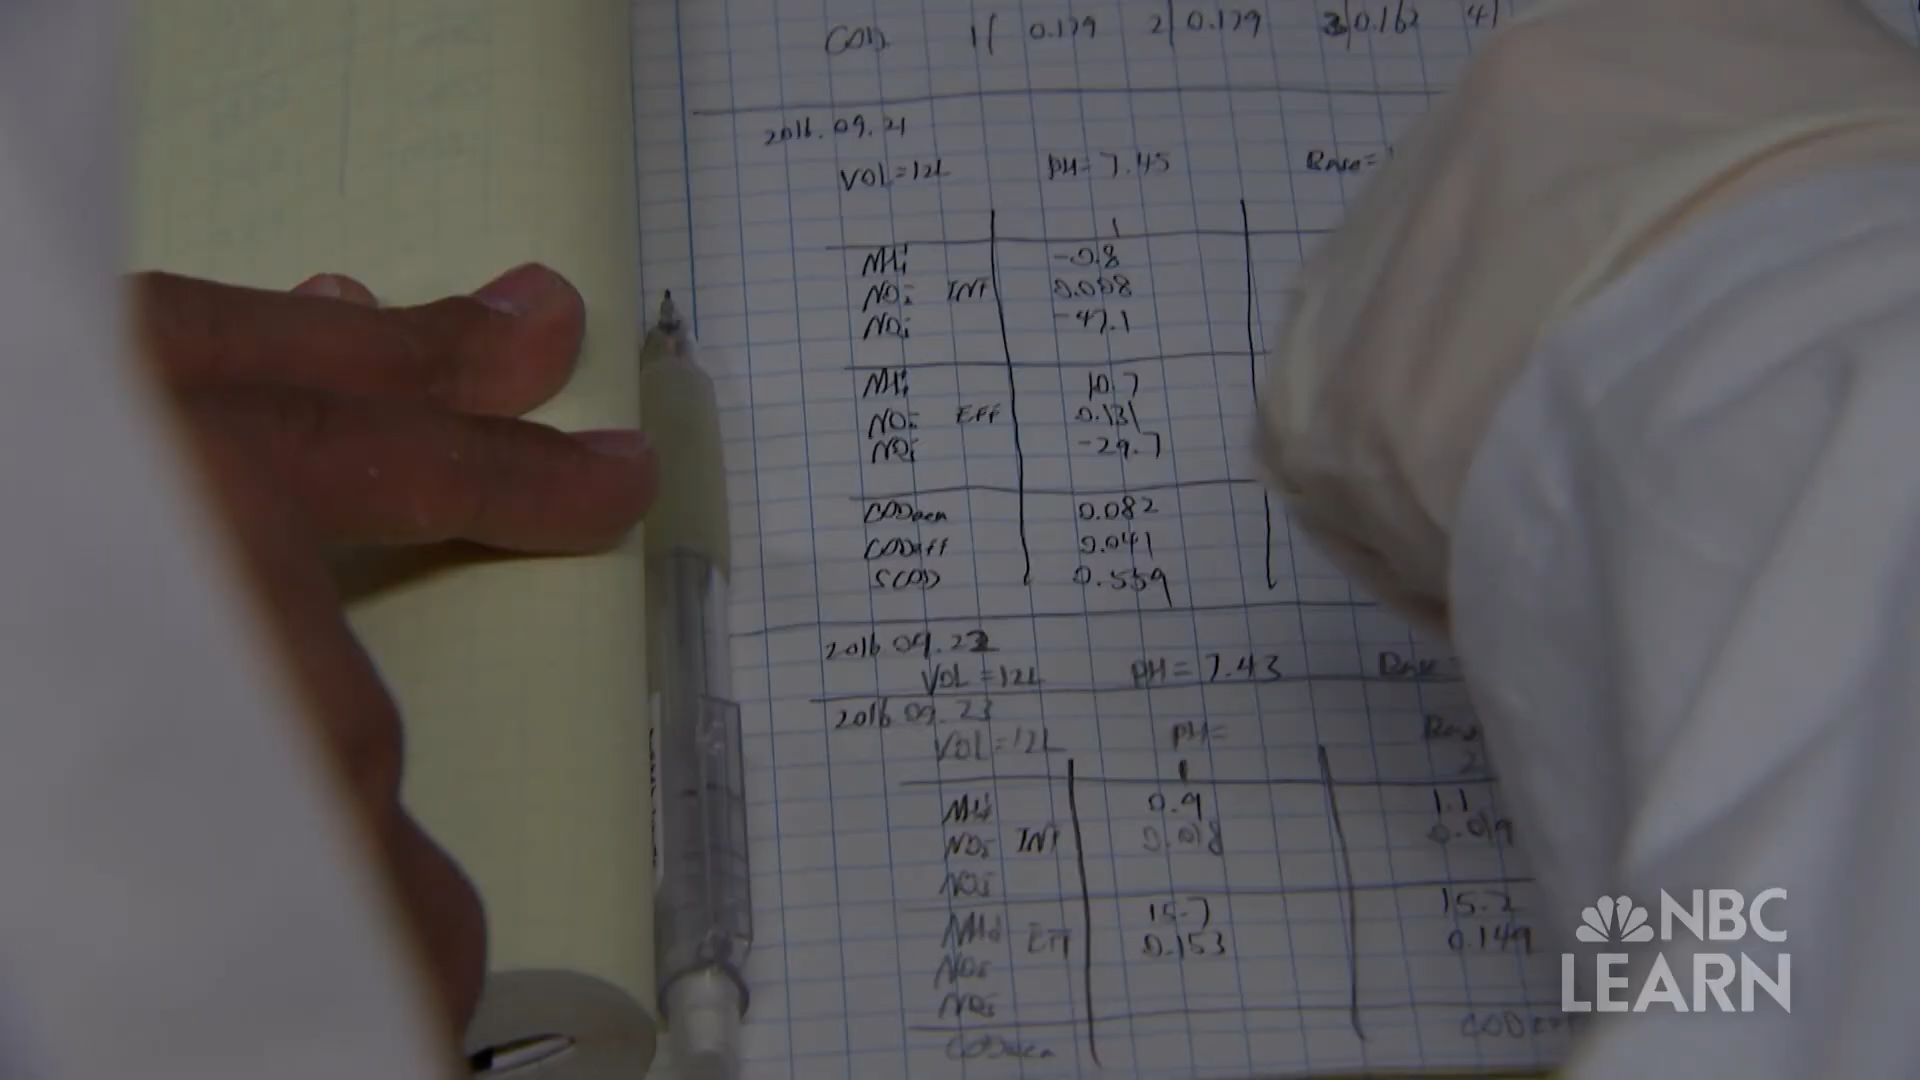 COD 1( 0.179 2) 0.179 3) 0.162 4)
2016.09.21
VOL=12L PH=7.45
1
NH₄ -0.8
NO₂ INF 0.008
NO₃ -47.1
NH₄ 10.7
NO₂ EFF 0.131
NO₃ -29.7
0.082
CODeff 0.041
SCOD 0.559
2016.09.22
VOL=12L PH=7.43
2016.09.23
VOL=12L PH=
1 2
NH₄ 0.9 1.1
NO₂ INF 0.018 0.019
NO₃
NH₄ EFF 15.7 15.2
0.153 0.149
NO₂
NO₃
NBC
LEARN